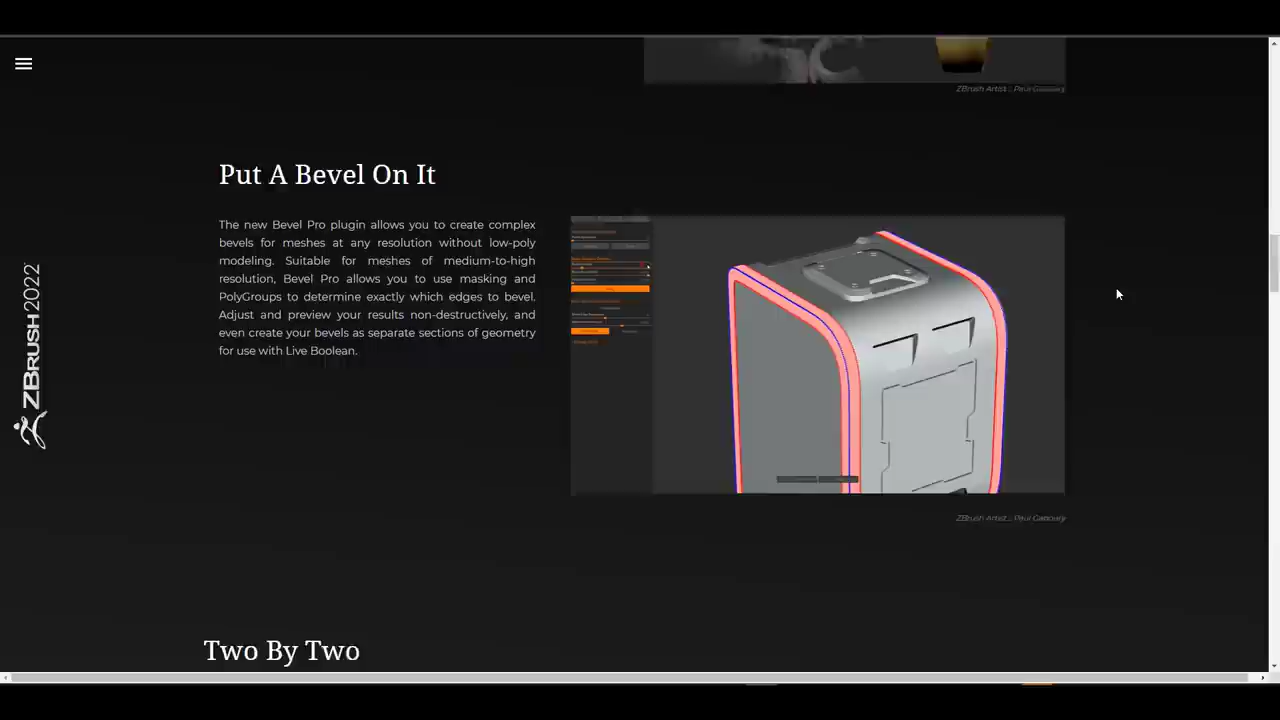 ZBrush Artist : Paul Gaboury
Put A Bevel On It
The new Bevel Pro plugin allows you to create complex
bevels for meshes at any resolution without low-poly
modeling. Suitable for meshes of medium-to-high
resolution, Bevel Pro allows you to use masking and
PolyGroups to determine exactly which edges to bevel.
Adjust and preview your results non-destructively, and
even create your bevels as separate sections of geometry
for use with Live Boolean.
ZBRUSH2022
ZBrush Artist : Paul Gaboury
Two By Two